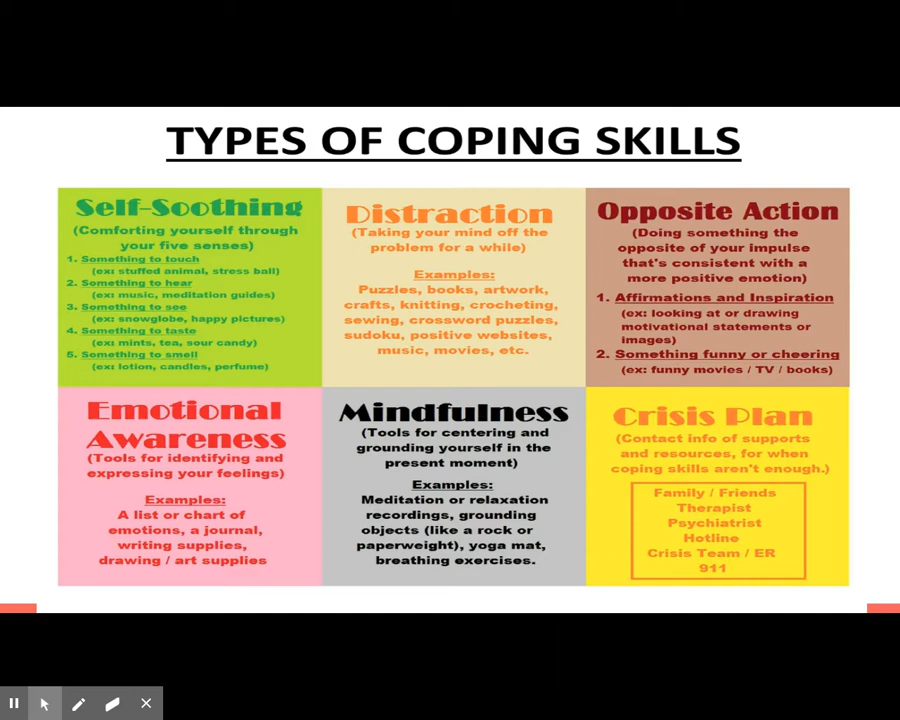 TYPES OF COPING SKILLS
Self-Soothing
(Comforting yourself through
your five senses)
1. Something to touch
(ex: stuffed animal, stress ball)
2. Something to hear
(ex: music, meditation guides)
3. Something to see
(ex: snowglobe, happy pictures)
4. Something to taste
(ex: mints, tea, sour candy)
5. Something to smell
(ex: lotion, candles, perfume)
Distraction
(Taking your mind off the
problem for a while)
Examples:
Puzzles, books, artwork,
crafts, knitting, crocheting,
sewing, crossword puzzles,
sudoku, positive websites,
music, movies, etc.
Opposite Action
(Doing something the
opposite of your impulse
that's consistent with a
more positive emotion)
1. Affirmations and Inspiration
(ex: looking at or drawing
motivational statements or
images)
2. Something funny or cheering
(ex: funny movies / TV / books)
Emotional
Awareness
(Tools for identifying and
expressing your feelings)
Examples:
A list or chart of
emotions, a journal,
writing supplies,
drawing / art supplies
Mindfulness
(Tools for centering and
grounding yourself in the
present moment)
Examples:
Meditation or relaxation
recordings, grounding
objects (like a rock or
paperweight), yoga mat,
breathing exercises.
Crisis Plan
(Contact info of supports
and resources, for when
coping skills aren't enough.)
Family / Friends
Therapist
Psychiatrist
Hotline
Crisis Team / ER
911